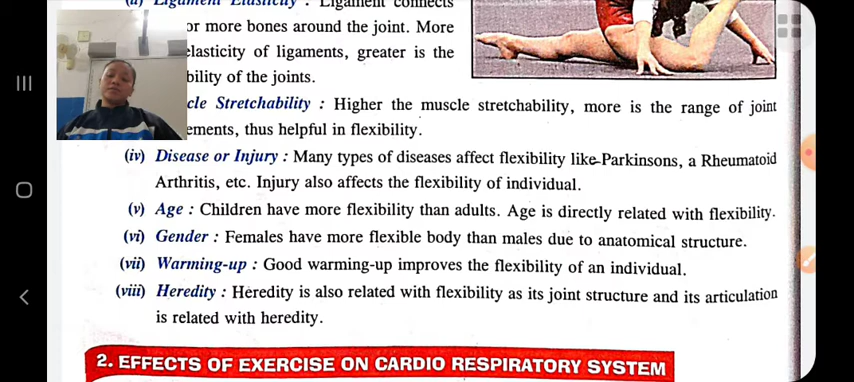 Ligament Elasticity : Ligament connects
or more bones around the joint. More
elasticity of ligaments, greater is the
bility of the joints.
cle Stretchability : Higher the muscle stretchability, more is the range of joint
ements, thus helpful in flexibility.
(iv) Disease or Injury : Many types of diseases affect flexibility like Parkinsons, a Rheumatoid
Arthritis, etc. Injury also affects the flexibility of individual.
(v) Age : Children have more flexibility than adults. Age is directly related with flexibility.
(vi) Gender : Females have more flexible body than males due to anatomical structure.
(vii) Warming-up : Good warming-up improves the flexibility of an individual.
(viii) Heredity : Heredity is also related with flexibility as its joint structure and its articulation
is related with heredity.
2. EFFECTS OF EXERCISE ON CARDIO RESPIRATORY SYSTEM